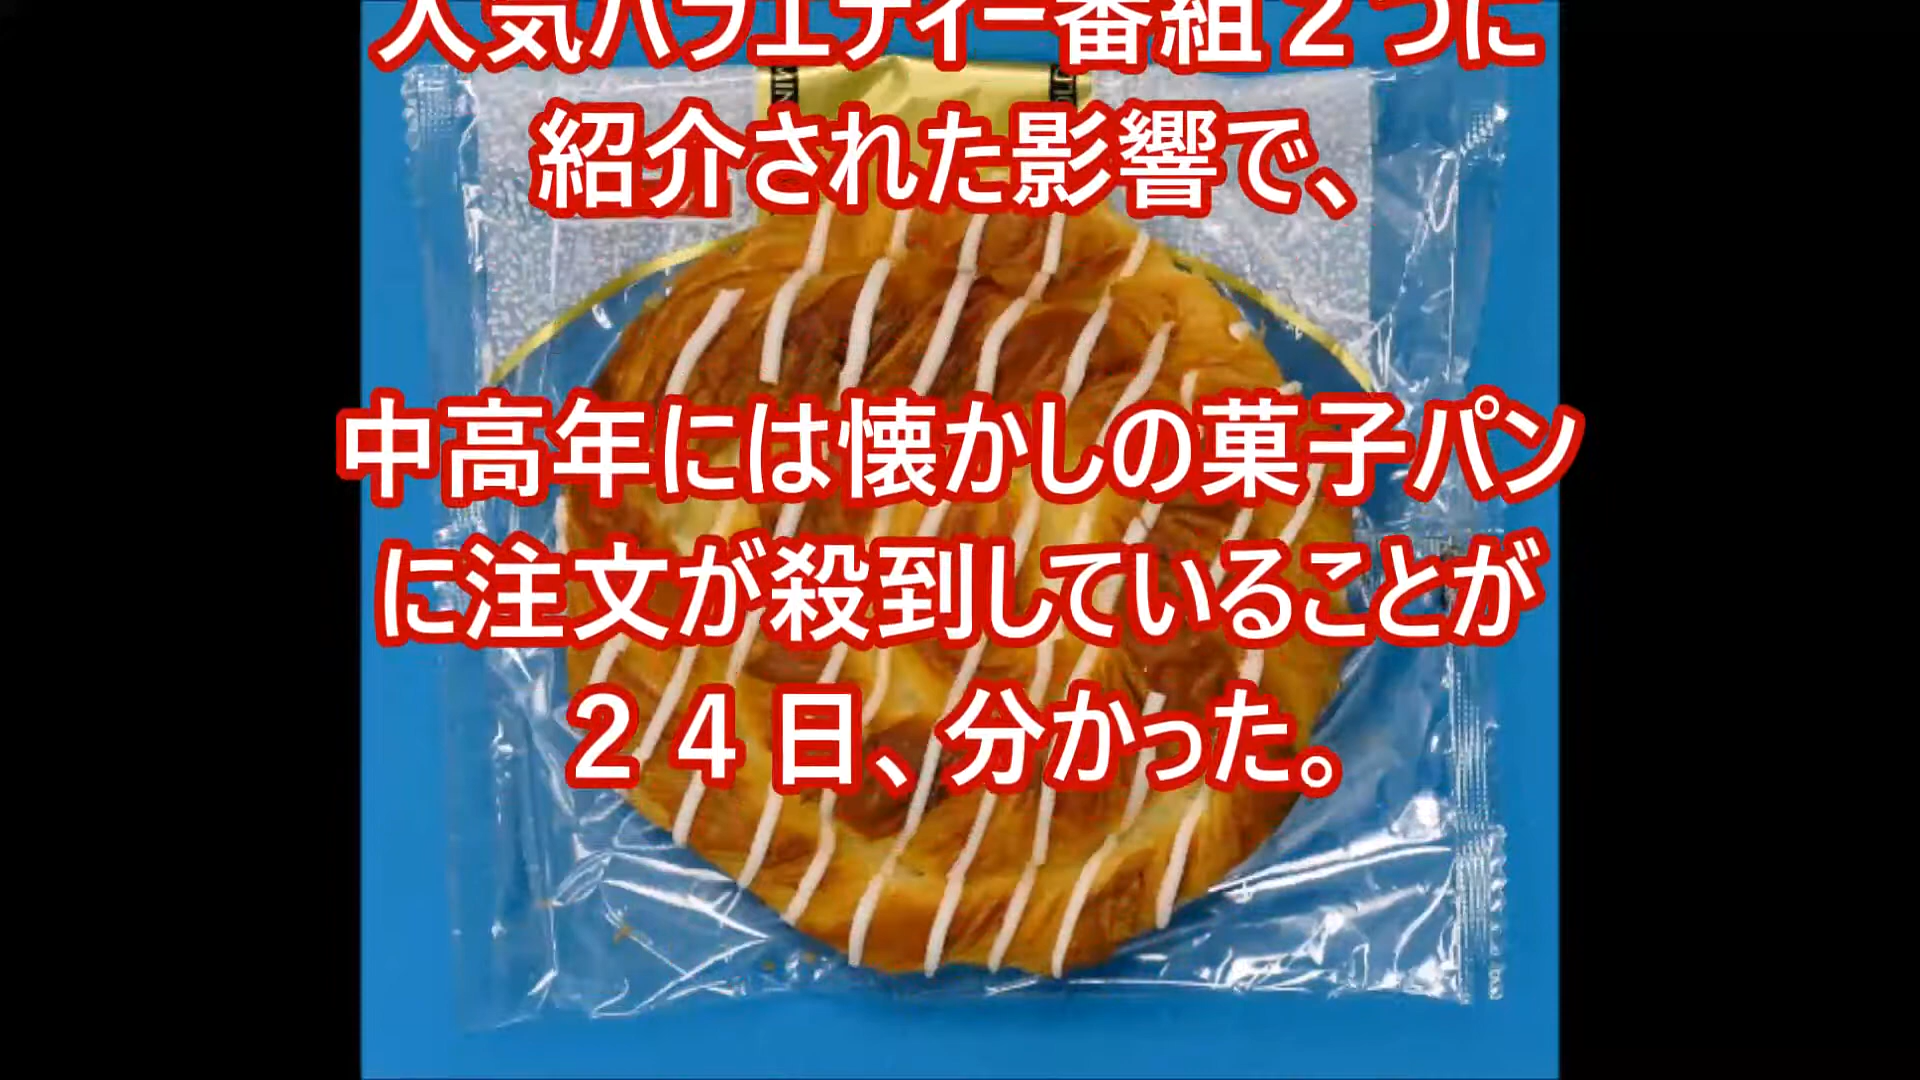 人気バラエティー番組２つに
紹介された影響で、
中高年には懐かしの菓子パン
に注文が殺到していることが
２４日、分かった。